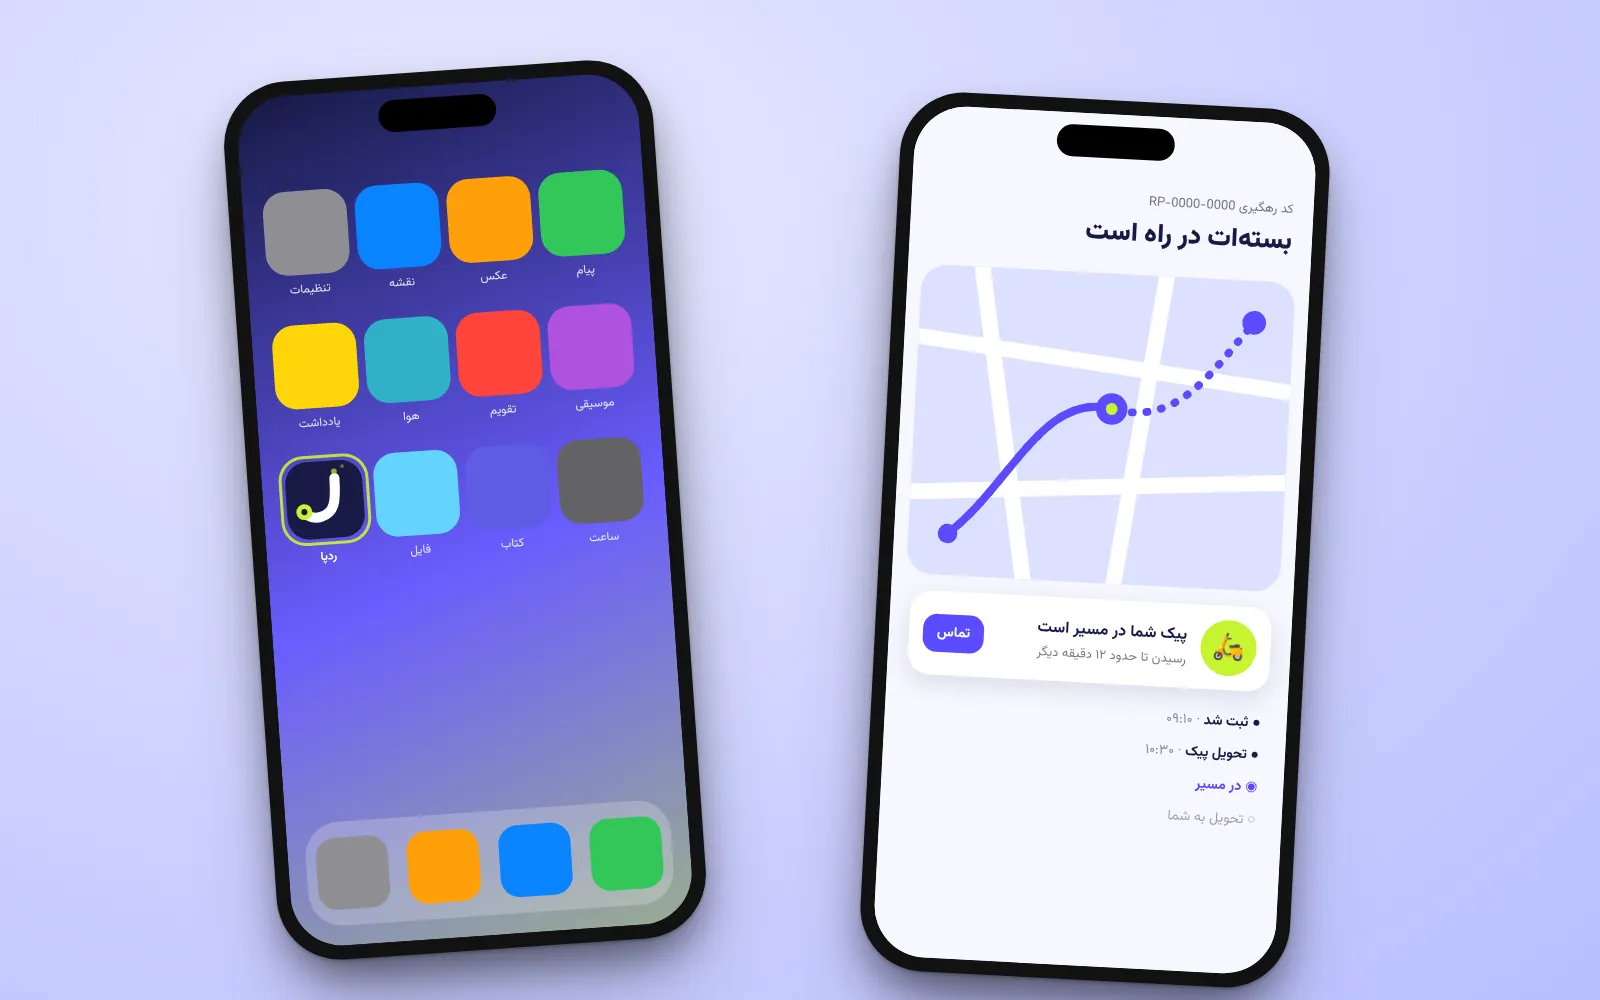 پیام
عکس
نقشه
تنظیمات
موسیقی
تقویم
هوا
یادداشت
ساعت
کتاب
فایل
ردپا
کد رهگیری RP-0000-0000
بسته‌ات در راه است
پیک شما در مسیر است
رسیدن تا حدود ۱۲ دقیقه دیگر
تماس
● ثبت شد · ۰۹:۱۰
● تحویل پیک · ۱۰:۳۰
◉ در مسیر
○ تحویل به شما